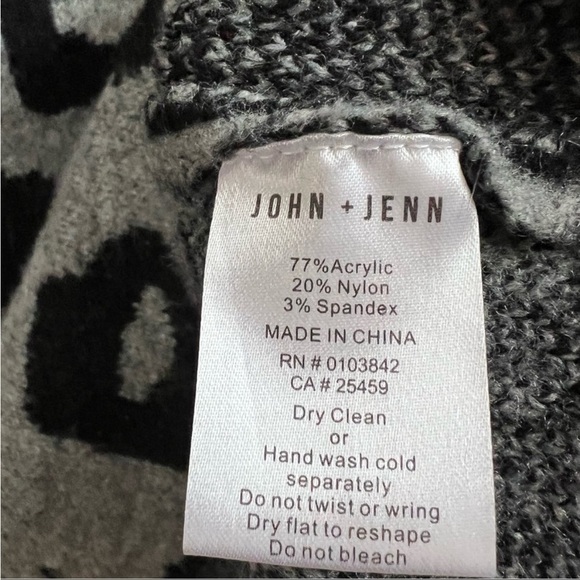 JOHN + JENN
77%Acrylic
20% Nylon
3% Spandex
MADE IN CHINA
RN # 0103842
CA # 25459
Dry Clean
or
Hand wash cold
separately
Do not twist or wring
Dry flat to reshape
Do not bleach